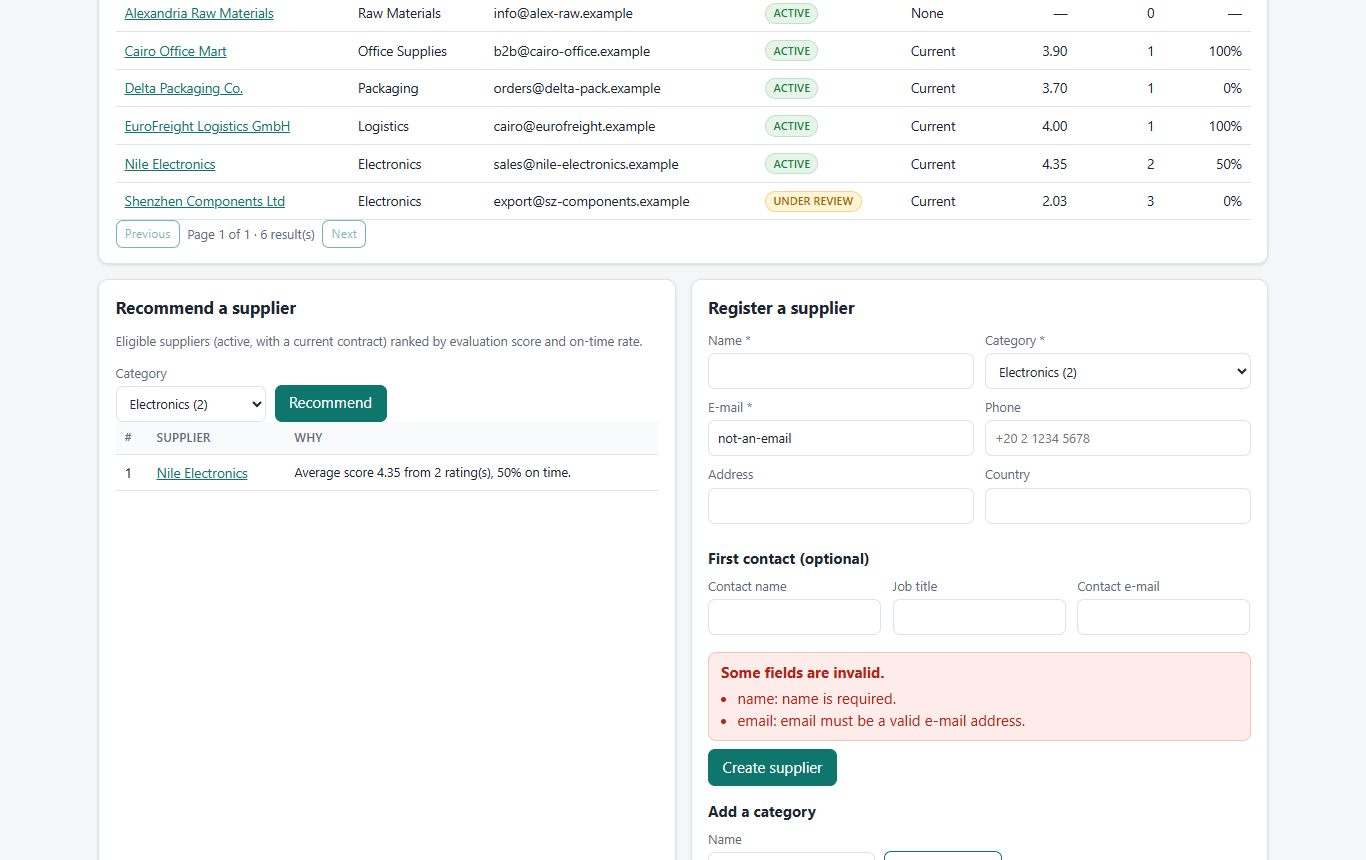 Alexandria Raw Materials Raw Materials info@alex-raw.example ACTIVE None — 0 —
Cairo Office Mart Office Supplies b2b@cairo-office.example ACTIVE Current 3.90 1 100%
Delta Packaging Co. Packaging orders@delta-pack.example ACTIVE Current 3.70 1 0%
EuroFreight Logistics GmbH Logistics cairo@eurofreight.example ACTIVE Current 4.00 1 100%
Nile Electronics Electronics sales@nile-electronics.example ACTIVE Current 4.35 2 50%
Shenzhen Components Ltd Electronics export@sz-components.example UNDER REVIEW Current 2.03 3 0%
Previous Page 1 of 1 · 6 result(s) Next
Recommend a supplier
Eligible suppliers (active, with a current contract) ranked by evaluation score and on-time rate.
Category
Electronics (2) Recommend
# SUPPLIER WHY
1 Nile Electronics Average score 4.35 from 2 rating(s), 50% on time.
Register a supplier
Name * Category *
Electronics (2)
E-mail * Phone
not-an-email +20 2 1234 5678
Address Country
First contact (optional)
Contact name Job title Contact e-mail
Some fields are invalid.
• name: name is required.
• email: email must be a valid e-mail address.
Create supplier
Add a category
Name